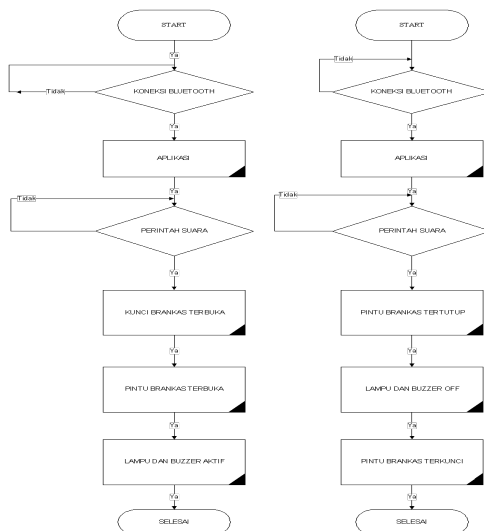 START
Ya
KONEKSI BLUETOOTH
Tidak
Ya
APLIKASI
Ya
Tidak
PERINTAH SUARA
Ya
KUNCI BRANKAS TERBUKA
Ya
PINTU BRANKAS TERBUKA
Ya
LAMPU DAN BUZZER AKTIF
Ya
SELESAI
START
Tidak
KONEKSI BLUETOOTH
Ya
APLIKASI
Ya
Tidak
PERINTAH SUARA
Ya
PINTU BRANKAS TERTUTUP
Ya
LAMPU DAN BUZZER OFF
Ya
PINTU BRANKAS TERKUNCI
Ya
SELESAI